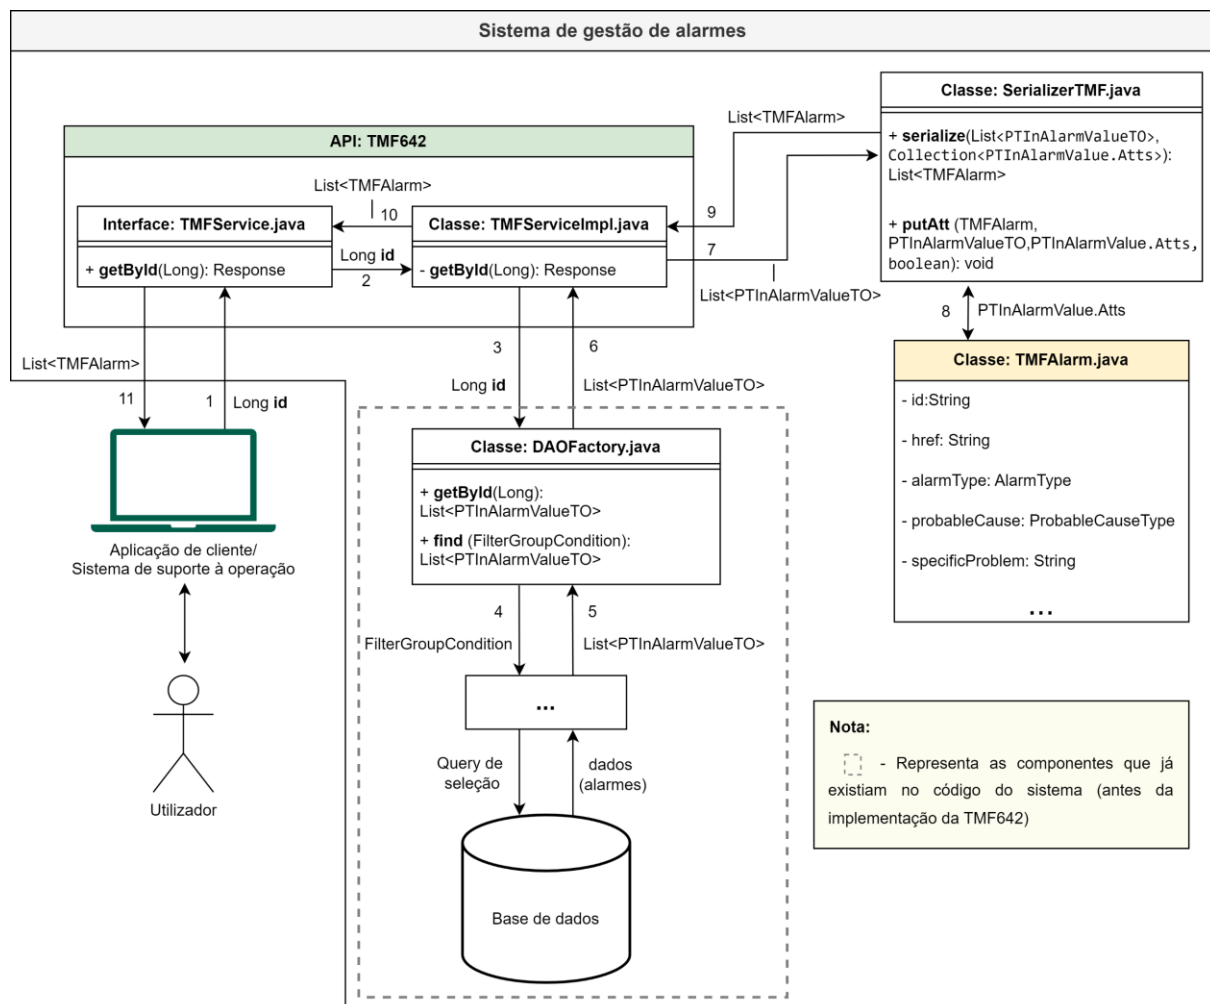 Sistema de gestão de alarmes
Classe: SerializerTMF.java
+ serialize(List<PTInAlarmValueTO>,
Collection<PTInAlarmValue.Atts>):
List<TMFAlarm>
+ putAtt (TMFAlarm,
PTInAlarmValueTO,PTInAlarmValue.Atts,
boolean): void
List<TMFAlarm>
9
7
List<PTInAlarmValueTO>
API: TMF642
List<TMFAlarm>
10
Interface: TMFService.java
+ getById(Long): Response
Long id
2
Classe: TMFServiceImpl.java
- getById(Long): Response
8
PTInAlarmValue.Atts
Classe: TMFAlarm.java
- id:String
- href: String
- alarmType: AlarmType
- probableCause: ProbableCauseType
- specificProblem: String
...
List<TMFAlarm>
11
1
Long id
3
Long id
6
List<PTInAlarmValueTO>
Classe: DAOFactory.java
+ getById(Long):
List<PTInAlarmValueTO>
+ find (FilterGroupCondition):
List<PTInAlarmValueTO>
Aplicação de cliente/
Sistema de suporte à operação
4
FilterGroupCondition
5
List<PTInAlarmValueTO>
...
Utilizador
Query de
seleção
dados
(alarmes)
Base de dados
Nota:
- Representa as componentes que já
existiam no código do sistema (antes da
implementação da TMF642)